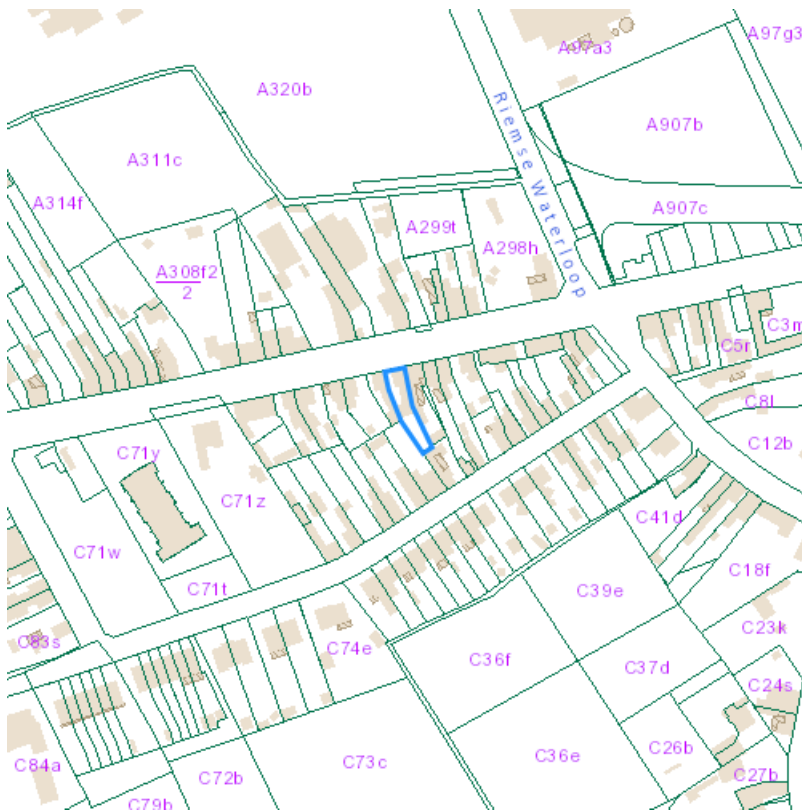 A97a3
A97g3
A320b
Riemse Waterloop
A907b
A311c
A314f
A907c
A299t
A298h
A308f2
2
C3m
C5r
C8l
C12b
C71y
C71z
C41d
C71w
C18f
C71t
C39e
C23k
C83s
C74e
C36f
C37d
C24s
C26b
C36e
C73c
C84a
C72b
C27b
C79b